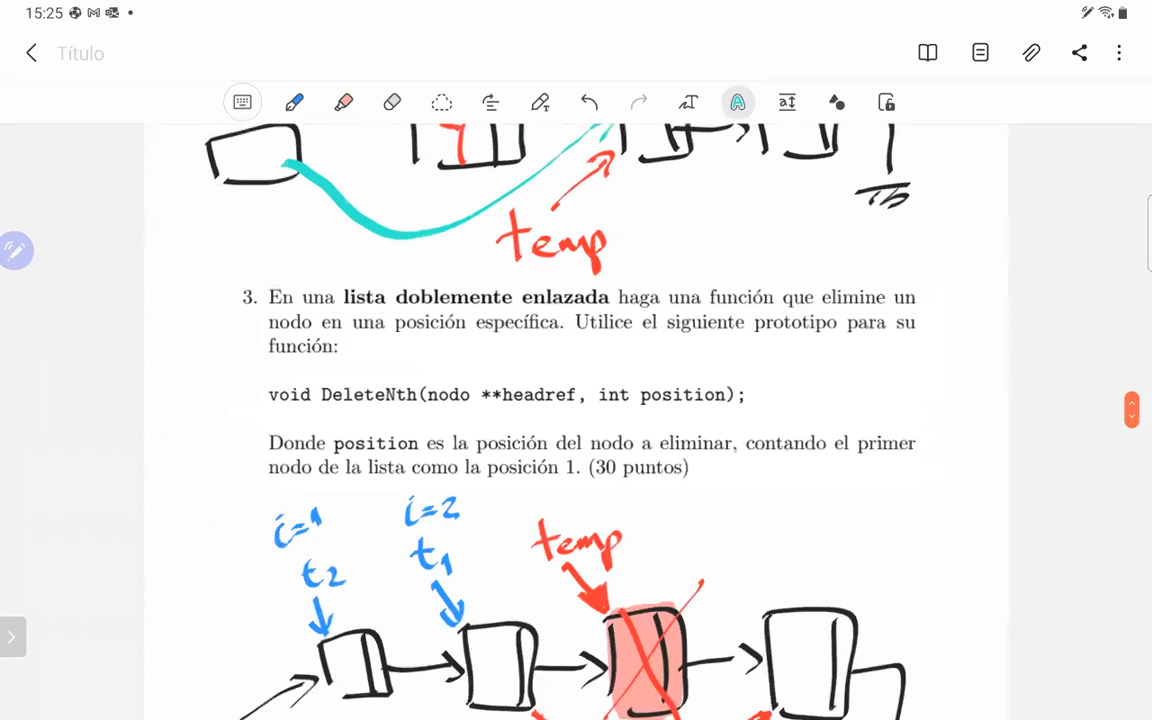 15:25
Título
temp
3. En una lista doblemente enlazada haga una función que elimine un
nodo en una posición específica. Utilice el siguiente prototipo para su
función:
void DeleteNth(nodo **headref, int position);
Donde position es la posición del nodo a eliminar, contando el primer
nodo de la lista como la posición 1. (30 puntos)
i=1
i=2
temp
t2
t1